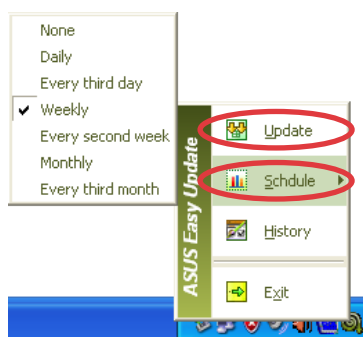 None
Daily
Every third day
Weekly
Every second week
Monthly
Every third month
ASUS Easy Update
Update
Schdule
History
Exit